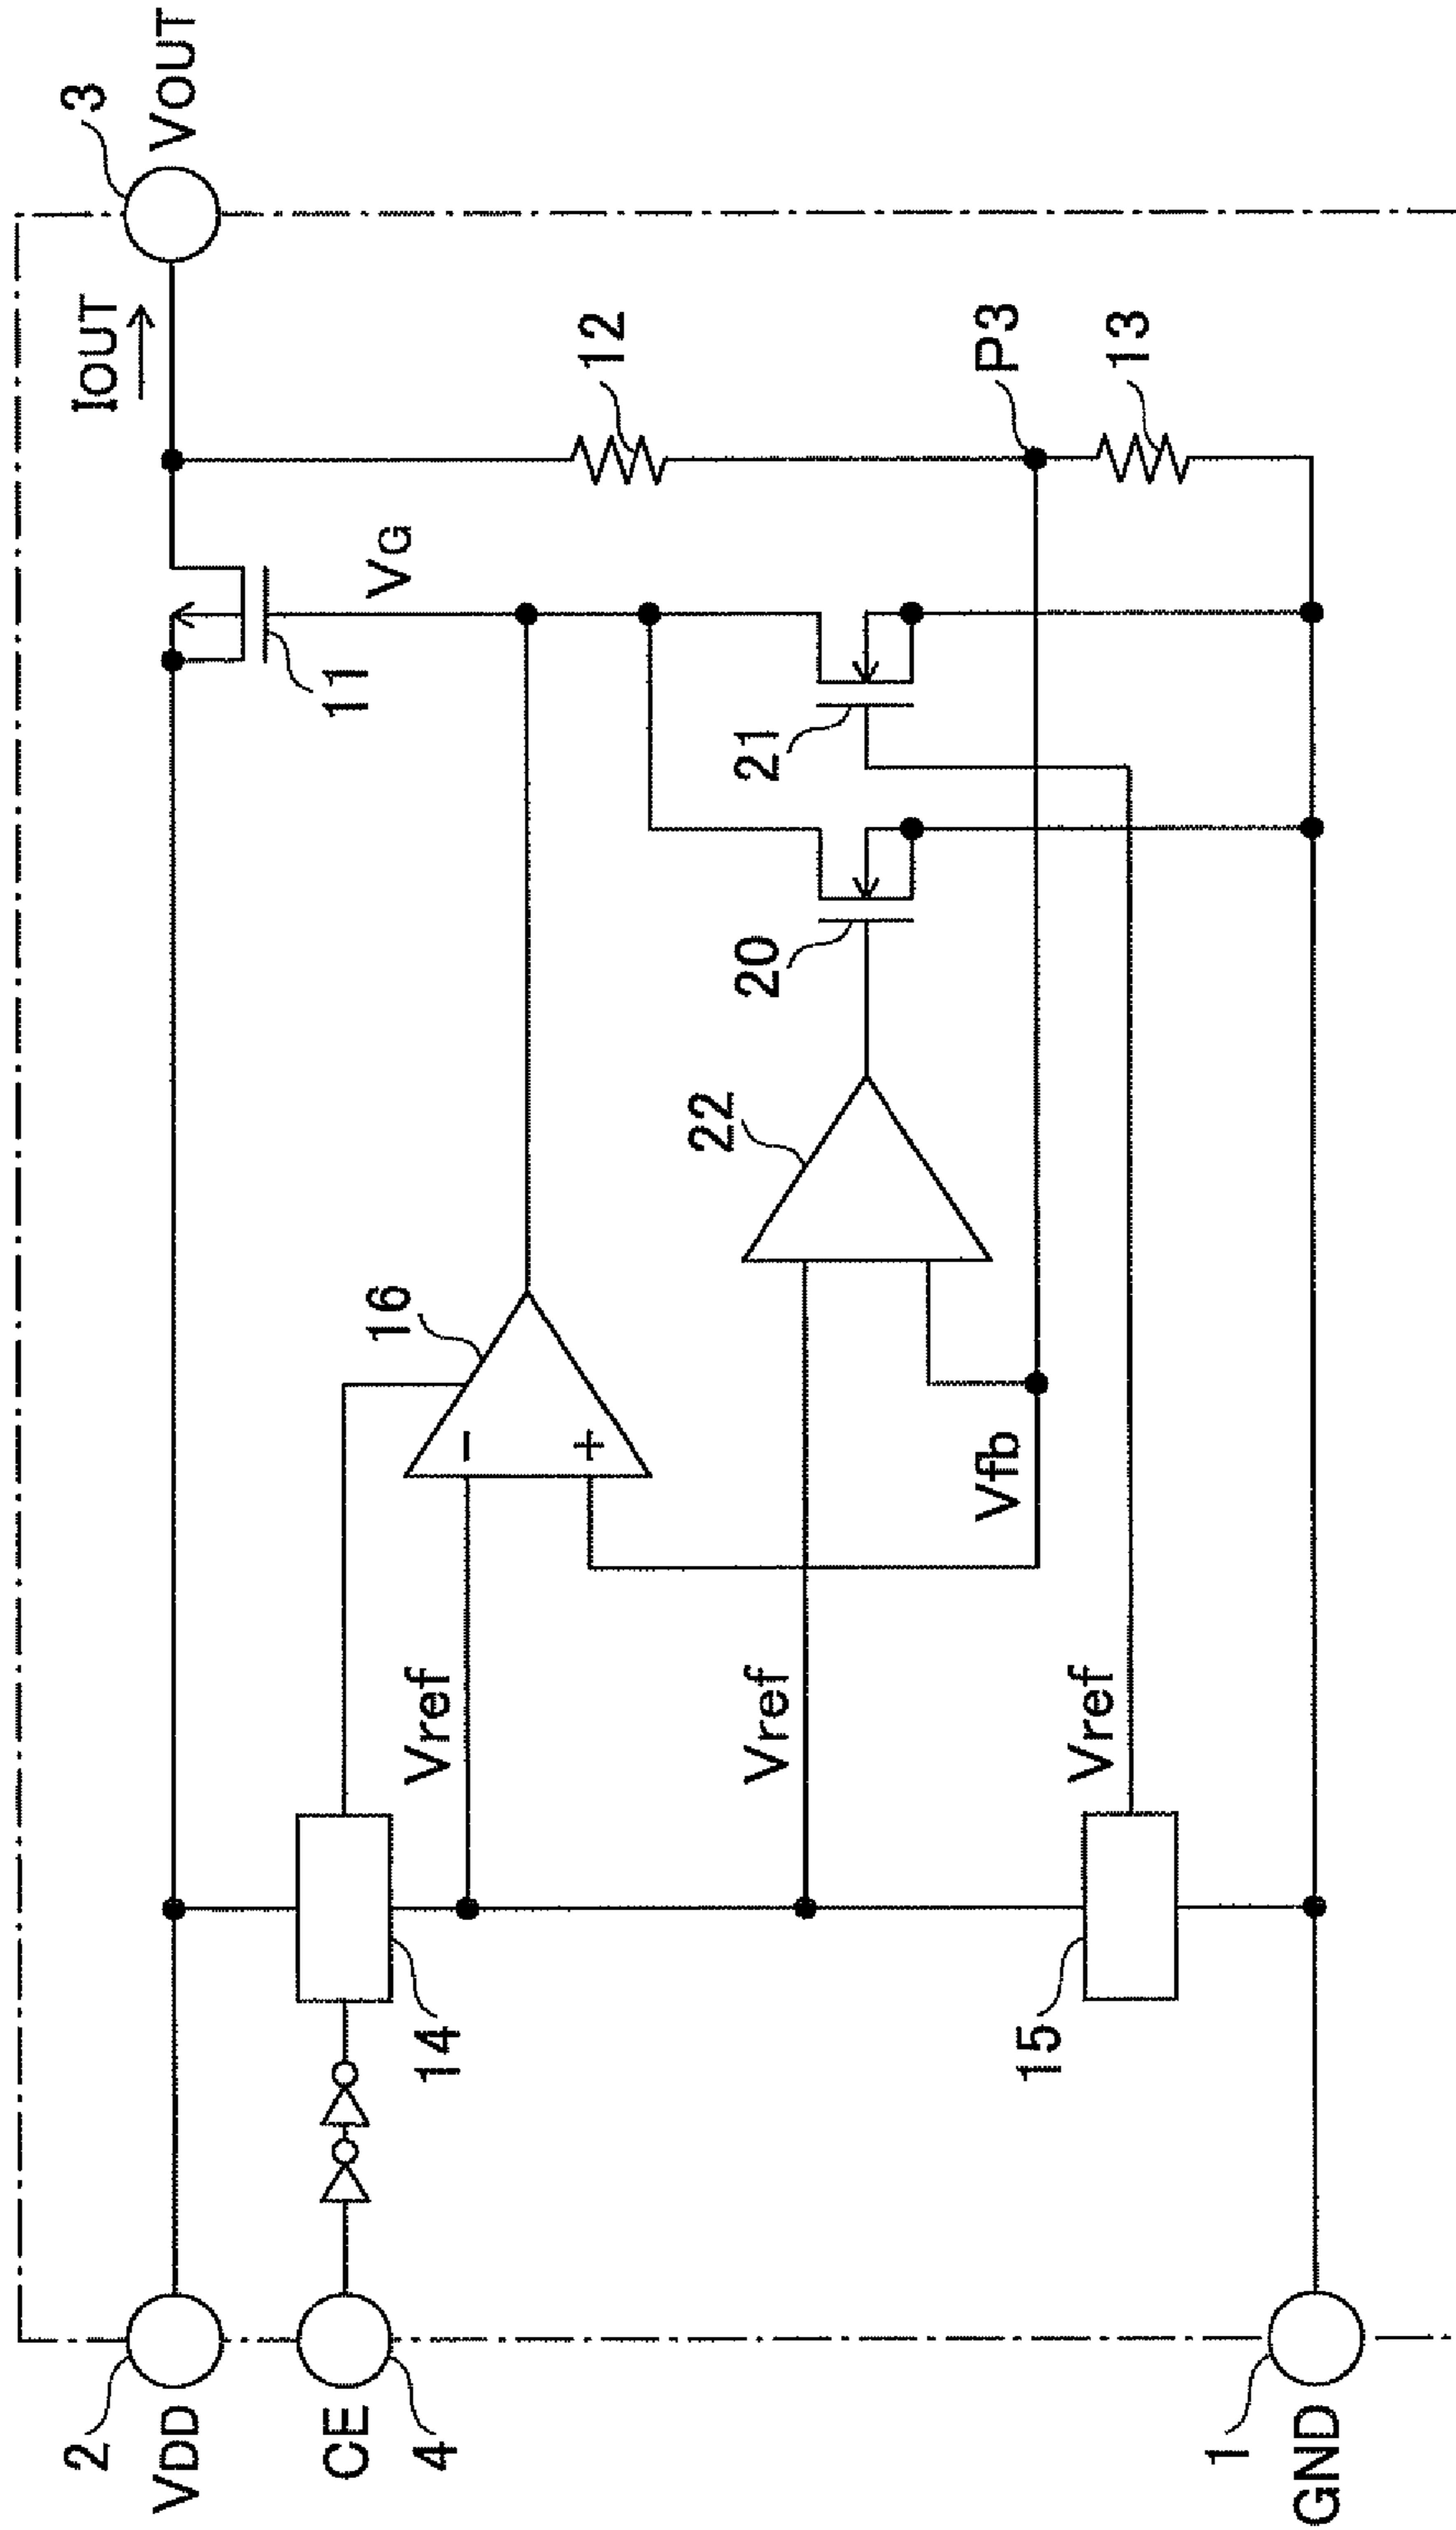 2
VDD
CE
4
1
GND
14
15
Vref
Vref
Vref
16
-
+
22
Vfb
20
21
11
VG
IOUT
12
P3
13
3
VOUT